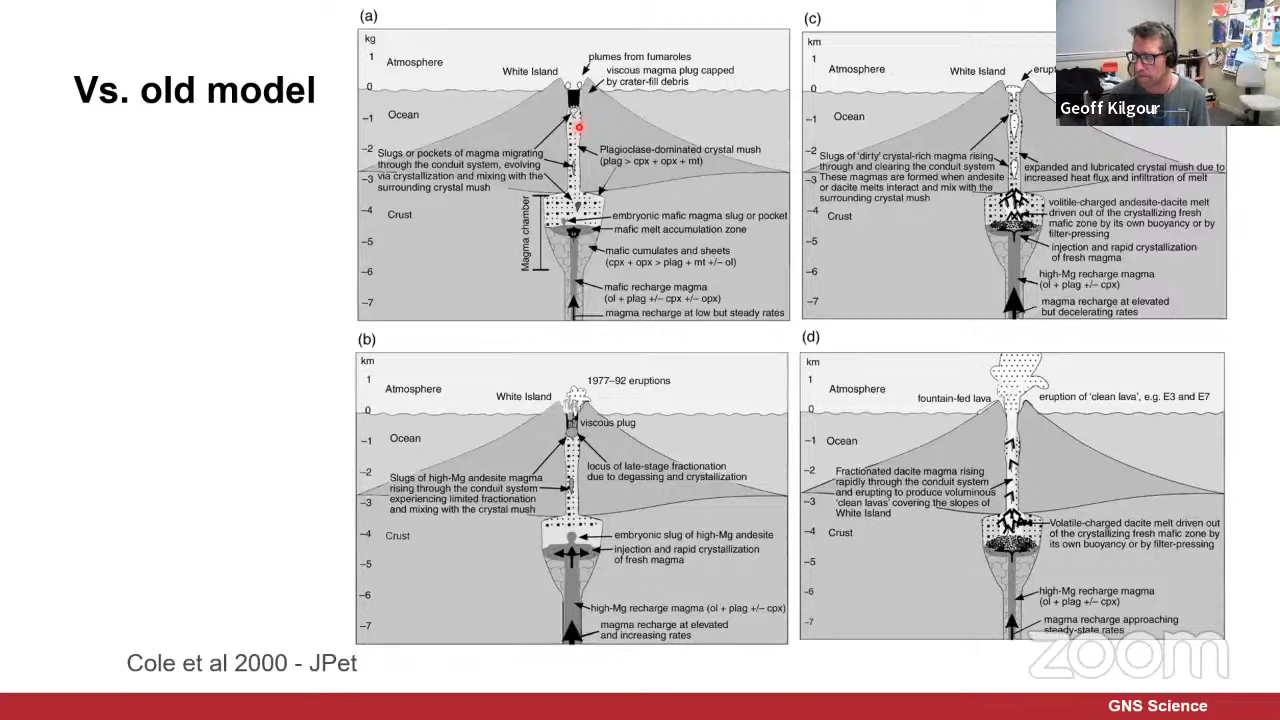 Vs. old model
(a)
kg
1
0
−1
−2
−3
−4
−5
−6
−7
Atmosphere
White Island
plumes from fumaroles
viscous magma plug capped
by crater-fill debris
Ocean
Slugs or pockets of magma migrating
through the conduit system, evolving
via crystallization and mixing with the
surrounding crystal mush
Plagioclase-dominated crystal mush
(plag > cpx + opx + mt)
Crust
Magma chamber
embryonic mafic magma slug or pocket
mafic melt accumulation zone
mafic cumulates and sheets
(cpx + opx > plag + mt +/− ol)
mafic recharge magma
(ol + plag +/− cpx +/− opx)
magma recharge at low but steady rates
(c)
km
1
0
−1
−2
−3
−4
−5
−6
−7
Atmosphere
White Island
Ocean
Slugs of 'dirty' crystal-rich magma rising
through and clearing the conduit system
These magmas are formed when andesite
or dacite melts interact and mix with the
surrounding crystal mush
expanded and lubricated crystal mush due to
increased heat flux and infiltration of melt
Crust
volitile-charged andesite-dacite melt
driven out of the crystallizing fresh
mafic zone by its own buoyancy or by
filter-pressing
injection and rapid crystallization
of fresh magma
high-Mg recharge magma
(ol + plag +/− cpx)
magma recharge at elevated
but decelerating rates
Geoff Kilgour
(b)
km
1
0
−1
−2
−3
−4
−5
−6
−7
Atmosphere
White Island
1977–92 eruptions
viscous plug
Ocean
locus of late-stage fractionation
due to degassing and crystallization
Slugs of high-Mg andesite magma
rising through the conduit system
experiencing limited fractionation
and mixing with the crystal mush
Crust
embryonic slug of high-Mg andesite
injection and rapid crystallization
of fresh magma
high-Mg recharge magma (ol + plag +/− cpx)
magma recharge at elevated
and increasing rates
(d)
km
1
0
−1
−2
−3
−4
−5
−6
−7
Atmosphere
fountain-fed lava
eruption of 'clean lava', e.g. E3 and E7
Ocean
Fractionated dacite magma rising
rapidly through the conduit system
and erupting to produce voluminous
'clean lavas' covering the slopes of
White Island
Crust
Volatile-charged dacite melt driven out
of the crystallizing fresh mafic zone by
its own buoyancy or by filter-pressing
high-Mg recharge magma
(ol + plag +/− cpx)
magma recharge approaching
steady-state rates
Cole et al 2000 - JPet
zoom
GNS Science